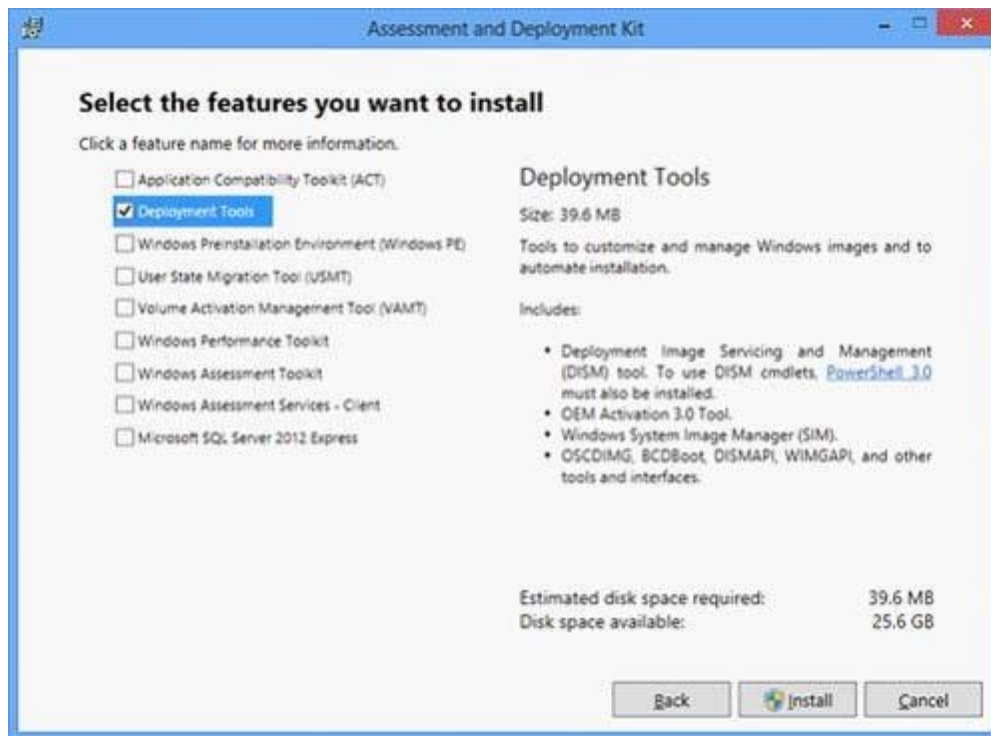 Assessment and Deployment Kit
Select the features you want to install
Click a feature name for more information.
Application Compatibility Toolkit (ACT)
Deployment Tools
Windows Preinstallation Environment (Windows PE)
User State Migration Tool (USMT)
Volume Activation Management Tool (VAMT)
Windows Performance Toolkit
Windows Assessment Toolkit
Windows Assessment Services - Client
Microsoft SQL Server 2012 Express
Deployment Tools
Size: 39.6 MB
Tools to customize and manage Windows images and to
automate installation.
Includes:
• Deployment Image Servicing and Management
(DISM) tool. To use DISM cmdlets, PowerShell 3.0
must also be installed.
• OEM Activation 3.0 Tool.
• Windows System Image Manager (SIM).
• OSCDIMG, BCDBoot, DISMAPI, WIMGAPI, and other
tools and interfaces.
Estimated disk space required: 39.6 MB
Disk space available: 25.6 GB
Back Install Cancel